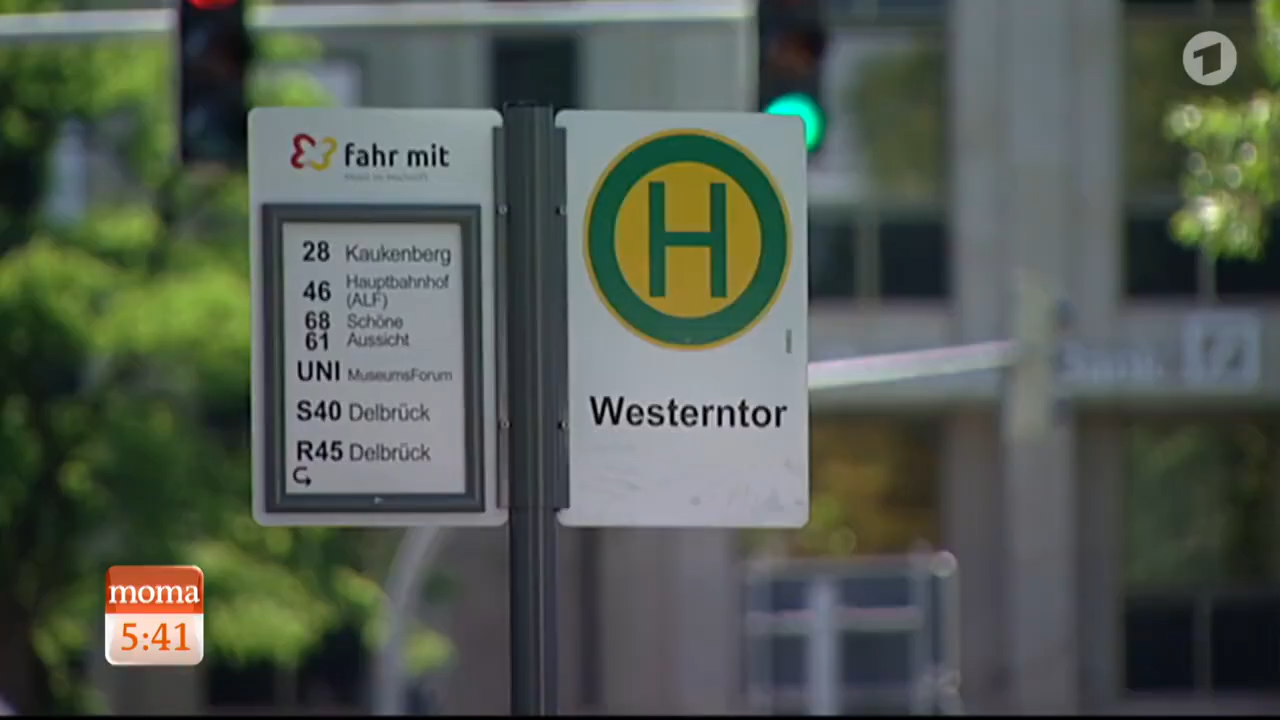 fahr mit
28 Kaukenberg
46 Hauptbahnhof
(ALF)
68 Schöne
61 Aussicht
UNI MuseumsForum
S40 Delbrück
R45 Delbrück
H
Westerntor
1
moma
5:41